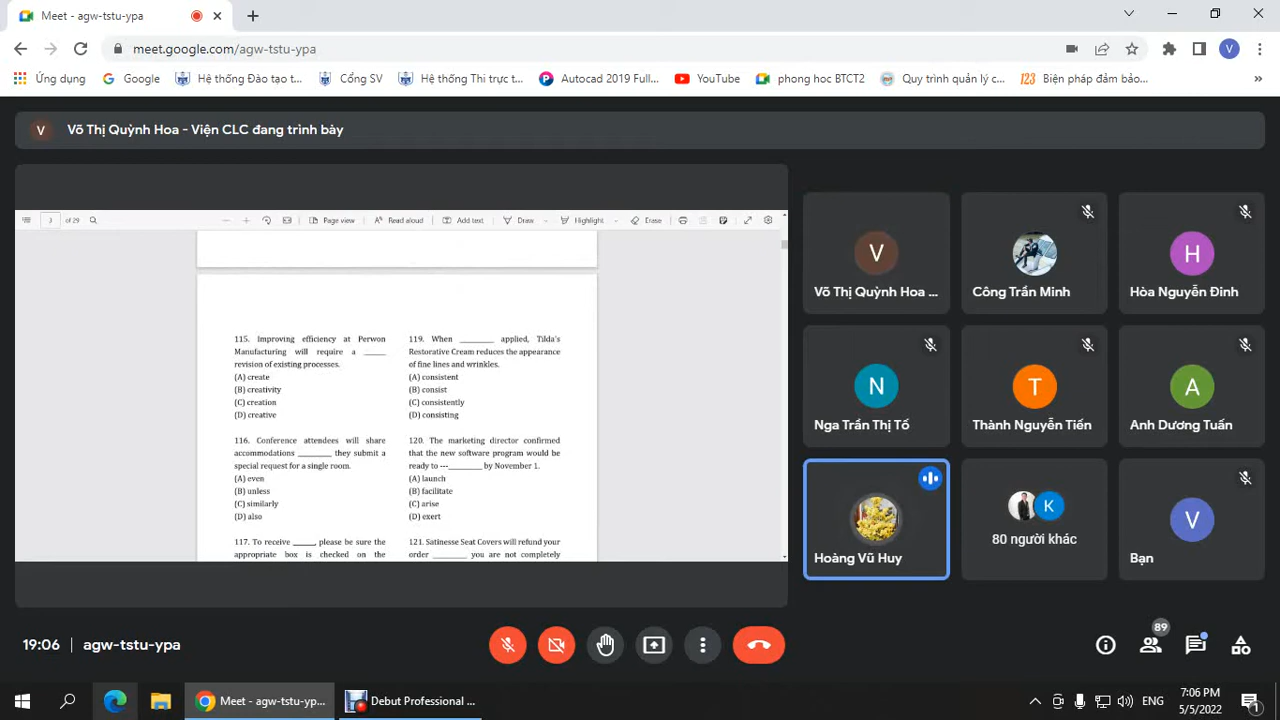 Meet - agw-tstu-ypa
meet.google.com/agw-tstu-ypa
V
Ứng dụng
Google
Hệ thống Đào tạo t...
Cổng SV
Hệ thống Thi trực t...
Autocad 2019 Full...
YouTube
phong hoc BTCT2
Quy trình quản lý c...
123 Biện pháp đảm bảo...
»
V Võ Thị Quỳnh Hoa - Viện CLC đang trình bày
3 of 29
Page view
Read aloud
Add text
Draw
Highlight
Erase
115. Improving efficiency at Perwon
Manufacturing will require a _____
revision of existing processes.
(A) create
(B) creativity
(C) creation
(D) creative
116. Conference attendees will share
accommodations ________ they submit a
special request for a single room.
(A) even
(B) unless
(C) similarly
(D) also
117. To receive ______, please be sure the
appropriate box is checked on the
119. When ________ applied, Tilda's
Restorative Cream reduces the appearance
of fine lines and wrinkles.
(A) consistent
(B) consist
(C) consistently
(D) consisting
120. The marketing director confirmed
that the new software program would be
ready to ---________ by November 1.
(A) launch
(B) facilitate
(C) arise
(D) exert
121. Satinesse Seat Covers will refund your
order ________ you are not completely
V
Võ Thị Quỳnh Hoa ...
Công Trần Minh
H
Hòa Nguyễn Đinh
N
Nga Trần Thị Tố
T
Thành Nguyễn Tiến
A
Anh Dương Tuấn
Hoàng Vũ Huy
K
80 người khác
V
Bạn
19:06 | agw-tstu-ypa
89
Meet - agw-tstu-yp...
Debut Professional ...
ENG
7:06 PM
5/5/2022
1